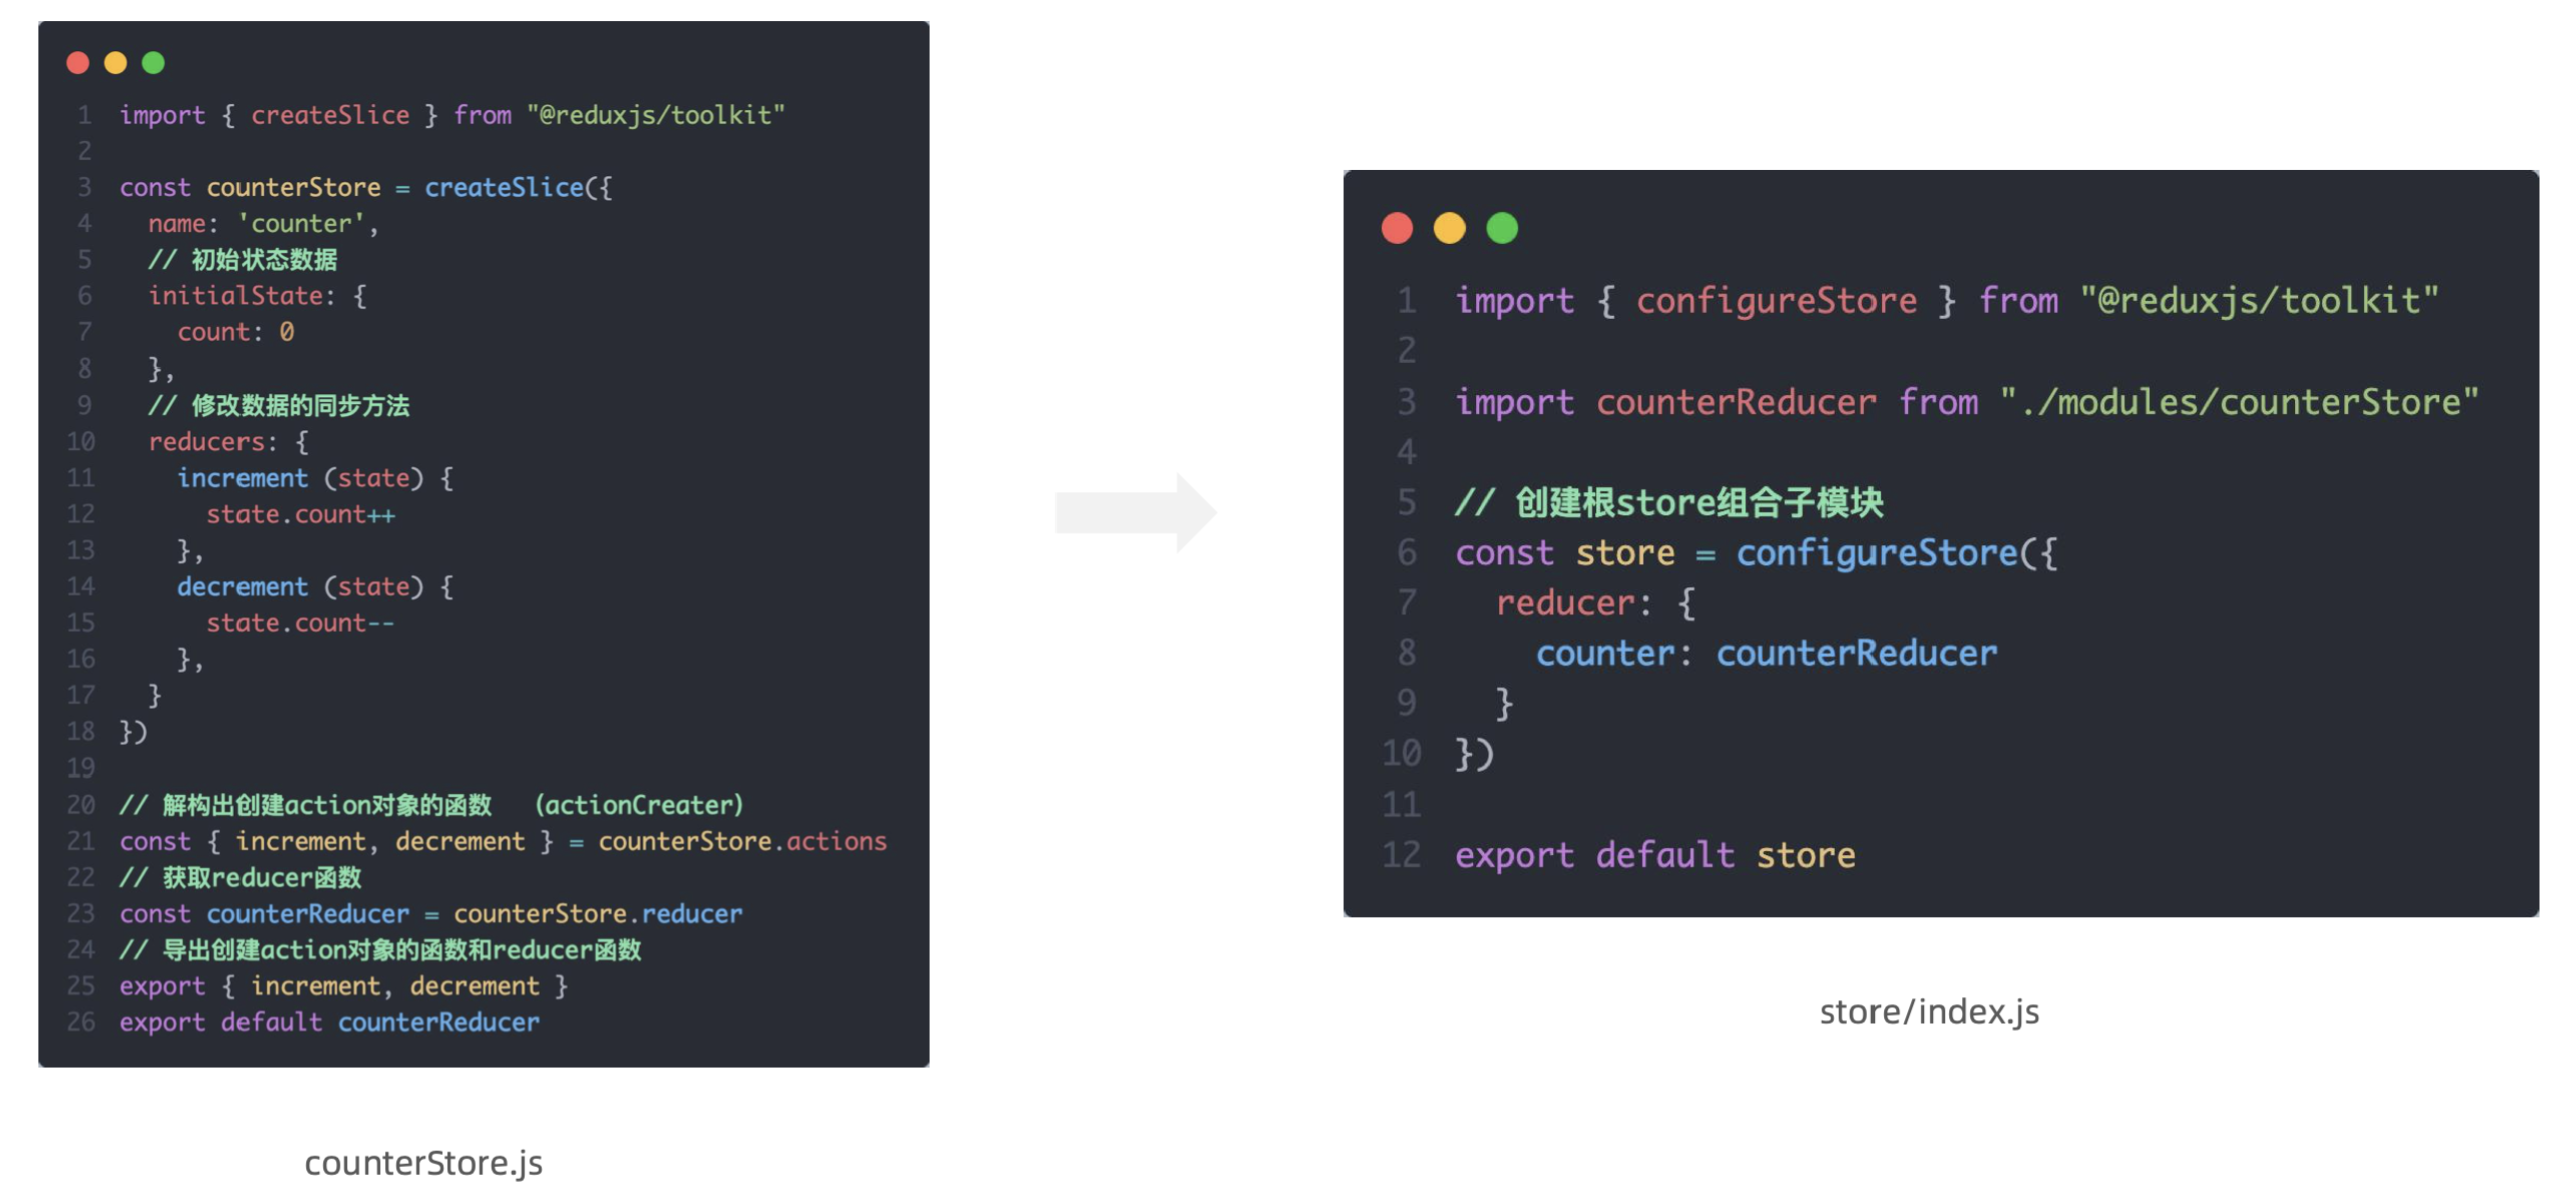 1 import { createSlice } from "@reduxjs/toolkit"
2
3 const counterStore = createSlice({
4   name: 'counter',
5   // 初始状态数据
6   initialState: {
7     count: 0
8   },
9   // 修改数据的同步方法
10   reducers: {
11     increment (state) {
12       state.count++
13     },
14     decrement (state) {
15       state.count--
16     },
17   }
18 })
19
20 // 解构出创建action对象的函数 （actionCreater）
21 const { increment, decrement } = counterStore.actions
22 // 获取reducer函数
23 const counterReducer = counterStore.reducer
24 // 导出创建action对象的函数和reducer函数
25 export { increment, decrement }
26 export default counterReducer
counterStore.js
1 import { configureStore } from "@reduxjs/toolkit"
2
3 import counterReducer from "./modules/counterStore"
4
5 // 创建根store组合子模块
6 const store = configureStore({
7   reducer: {
8     counter: counterReducer
9   }
10 })
11
12 export default store
store/index.js